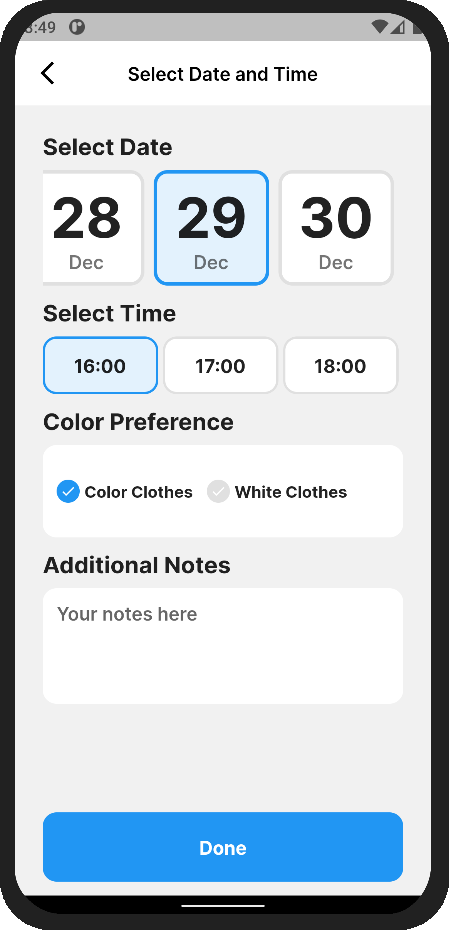 :49
Select Date and Time
Select Date
28 29 30
Dec Dec Dec
Select Time
16:00 17:00 18:00
Color Preference
Color Clothes White Clothes
Additional Notes
Your notes here
Done